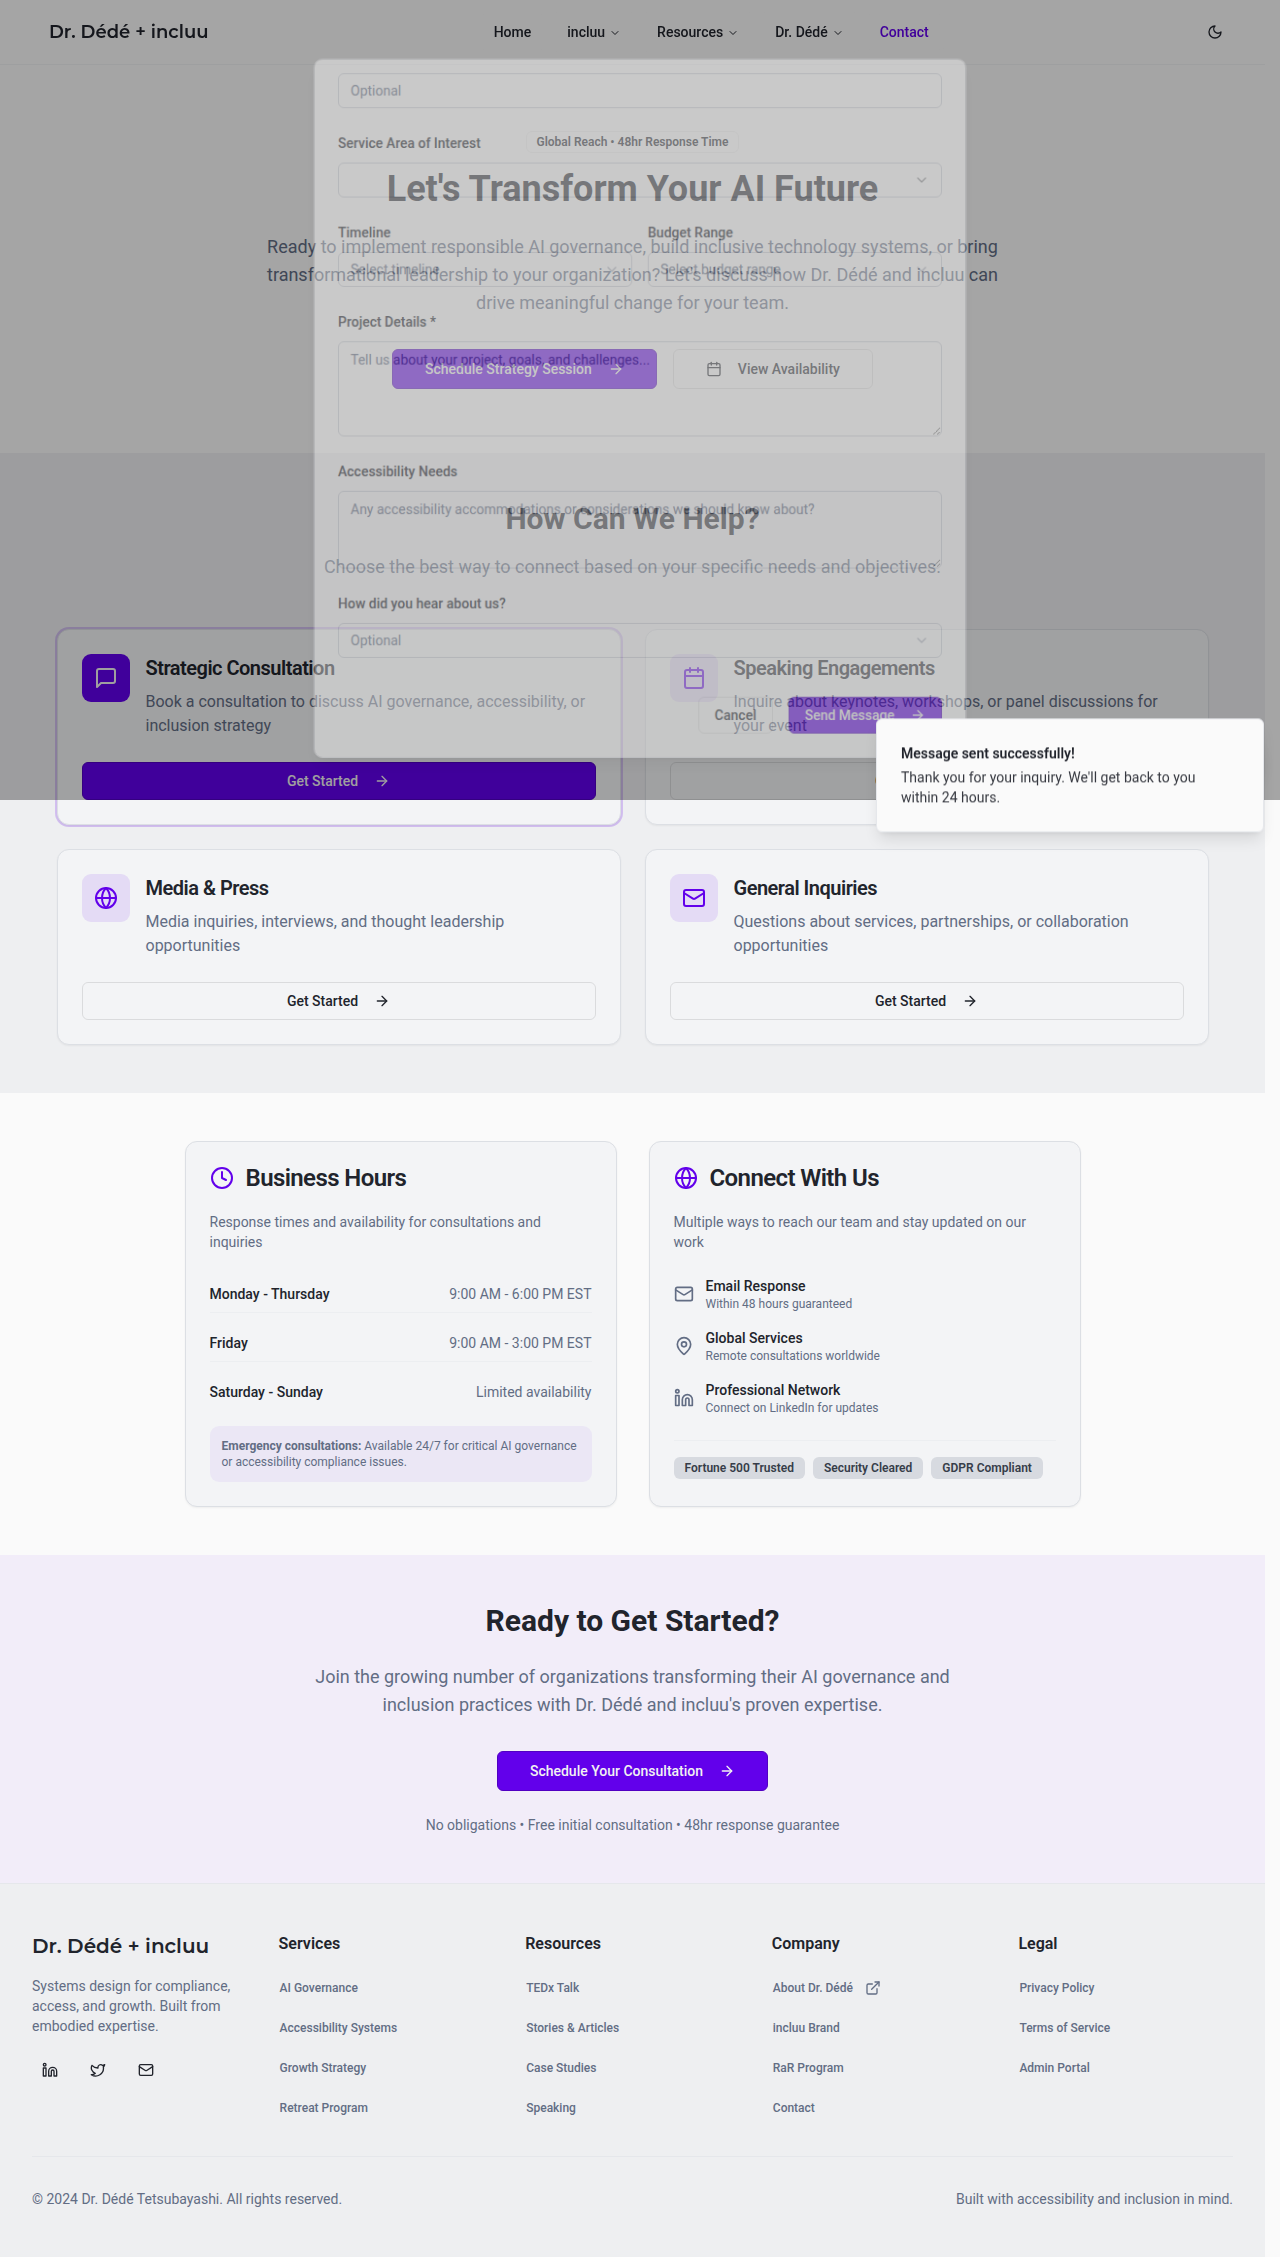 Dr. Dédé + incluu
Home
incluu
Resources
Dr. Dédé
Contact
Optional
Service Area of Interest
Global Reach • 48hr Response Time
Let's Transform Your AI Future
Timeline
Budget Range
Ready to implement responsible AI governance, build inclusive technology systems, or bring
Select timeline
Select budget range
transformational leadership to your organization? Let's discuss how Dr. Dédé and incluu can
drive meaningful change for your team.
Project Details *
Tell us about your project, goals, and challenges...
Schedule Strategy Session
View Availability
Accessibility Needs
Any accessibility accommodations or considerations we should know about?
How Can We Help?
Choose the best way to connect based on your specific needs and objectives.
How did you hear about us?
Optional
Strategic Consultation
Book a consultation to discuss AI governance, accessibility, or
inclusion strategy
Get Started
Speaking Engagements
Inquire about keynotes, workshops, or panel discussions for
your event
Cancel
Send Message
Message sent successfully!
Thank you for your inquiry. We'll get back to you
within 24 hours.
Media & Press
Media inquiries, interviews, and thought leadership
opportunities
Get Started
General Inquiries
Questions about services, partnerships, or collaboration
opportunities
Get Started
Business Hours
Response times and availability for consultations and
inquiries
Monday - Thursday
9:00 AM - 6:00 PM EST
Friday
9:00 AM - 3:00 PM EST
Saturday - Sunday
Limited availability
Emergency consultations: Available 24/7 for critical AI governance
or accessibility compliance issues.
Connect With Us
Multiple ways to reach our team and stay updated on our
work
Email Response
Within 48 hours guaranteed
Global Services
Remote consultations worldwide
Professional Network
Connect on LinkedIn for updates
Fortune 500 Trusted
Security Cleared
GDPR Compliant
Ready to Get Started?
Join the growing number of organizations transforming their AI governance and
inclusion practices with Dr. Dédé and incluu's proven expertise.
Schedule Your Consultation
No obligations • Free initial consultation • 48hr response guarantee
Dr. Dédé + incluu
Systems design for compliance,
access, and growth. Built from
embodied expertise.
Services
AI Governance
Accessibility Systems
Growth Strategy
Retreat Program
Resources
TEDx Talk
Stories & Articles
Case Studies
Speaking
Company
About Dr. Dédé
incluu Brand
RaR Program
Contact
Legal
Privacy Policy
Terms of Service
Admin Portal
© 2024 Dr. Dédé Tetsubayashi. All rights reserved.
Built with accessibility and inclusion in mind.